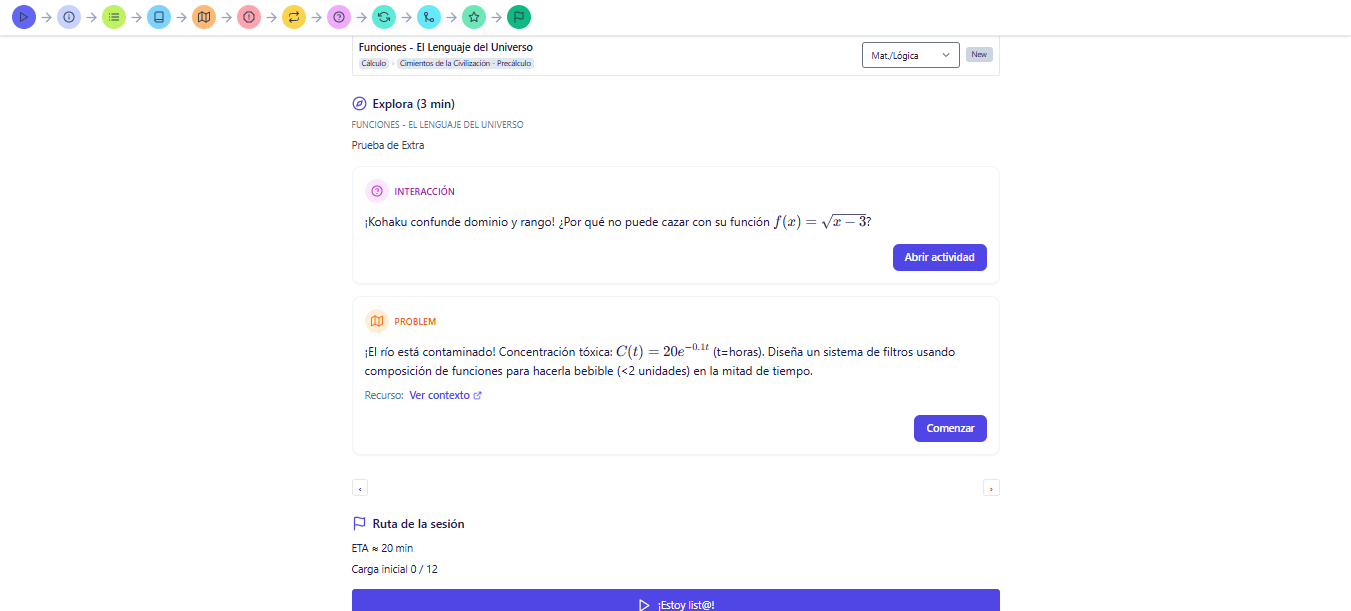 Funciones - El Lenguaje del Universo
Mat./Lógica
New
Cálculo · Cimientos de la Civilización - Precálculo
Explora (3 min)
FUNCIONES - EL LENGUAJE DEL UNIVERSO
Prueba de Extra
INTERACCIÓN
¡Kohaku confunde dominio y rango! ¿Por qué no puede cazar con su función f(x) = √(x − 3)?
Abrir actividad
PROBLEM
¡El río está contaminado! Concentración tóxica: C(t) = 20e^{−0.1t} (t=horas). Diseña un sistema de filtros usando
composición de funciones para hacerla bebible (<2 unidades) en la mitad de tiempo.
Recurso: Ver contexto
Comenzar
‹ ›
Ruta de la sesión
ETA ≈ 20 min
Carga inicial 0 / 12
¡Estoy list@!